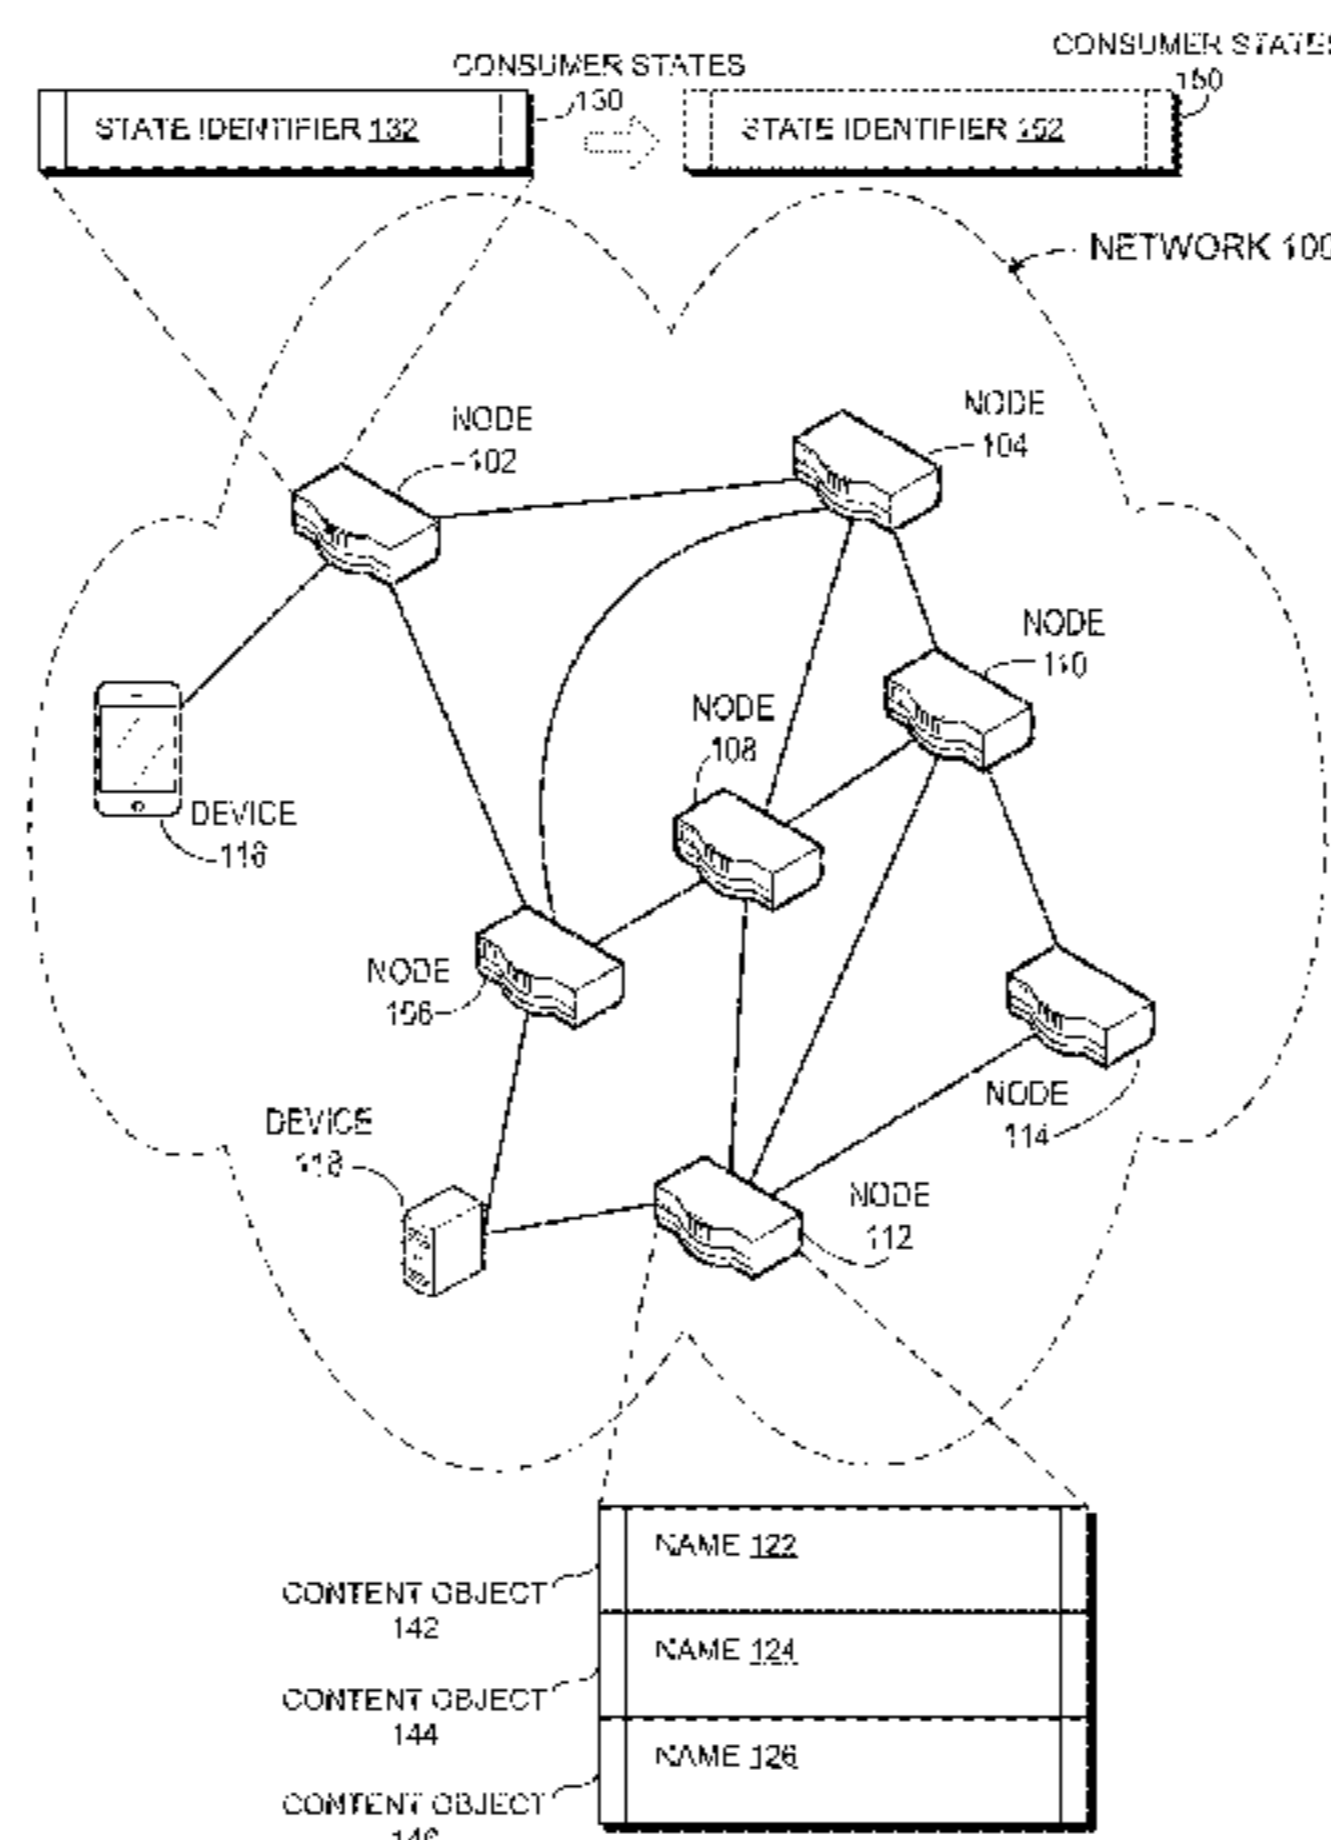 CONSUMER STATES
130
STATE IDENTIFIER 132
CONSUMER STATES
150
STATE IDENTIFIER 152
NETWORK 100
NODE
102
NODE
104
NODE
110
NODE
108
DEVICE
116
NODE
106
NODE
114
DEVICE
118
NODE
112
NAME 122
CONTENT OBJECT
142
NAME 124
CONTENT OBJECT
144
NAME 126
CONTENT OBJECT
146